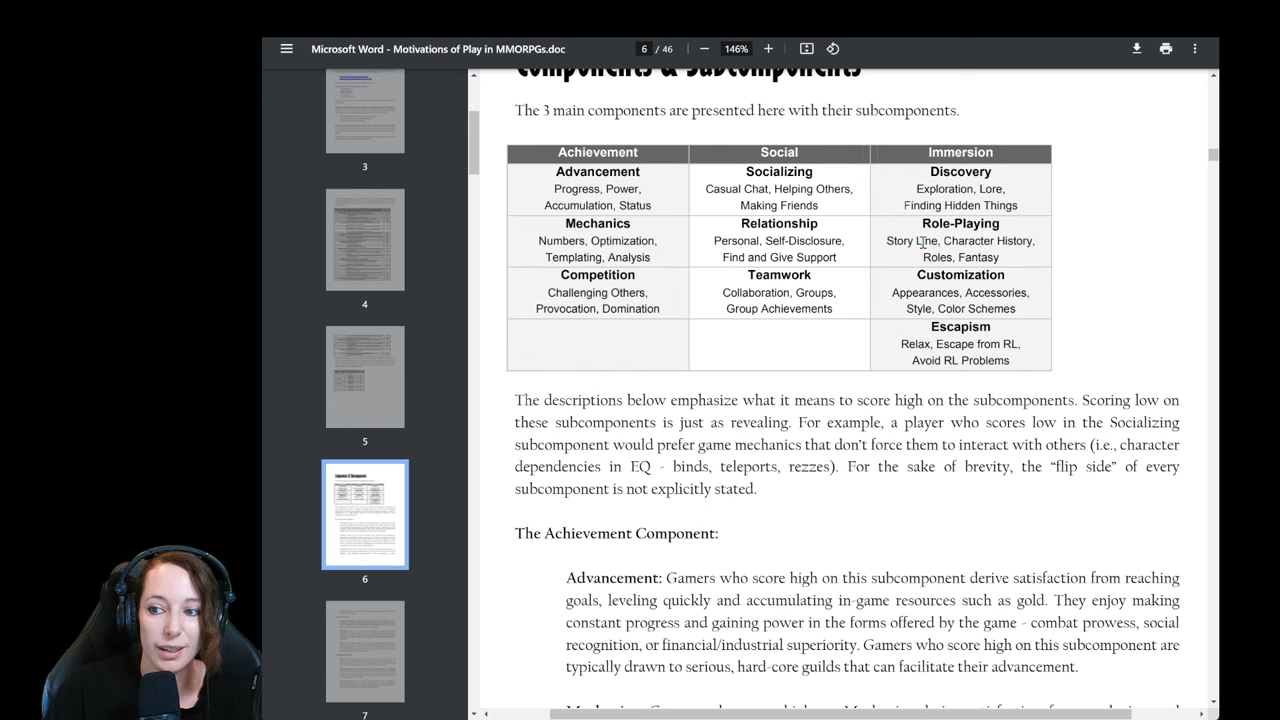 Microsoft Word - Motivations of Play in MMORPGs.doc
6 / 46
146%
3
4
5
6
7
Components & Subcomponents
The 3 main components are presented below with their subcomponents.
Achievement Social Immersion
Advancement
Progress, Power,
Accumulation, Status
Socializing
Casual Chat, Helping Others,
Making Friends
Discovery
Exploration, Lore,
Finding Hidden Things
Mechanics
Numbers, Optimization,
Templating, Analysis
Relationship
Personal, Self-Disclosure,
Find and Give Support
Role-Playing
Story Line, Character History,
Roles, Fantasy
Competition
Challenging Others,
Provocation, Domination
Teamwork
Collaboration, Groups,
Group Achievements
Customization
Appearances, Accessories,
Style, Color Schemes
Escapism
Relax, Escape from RL,
Avoid RL Problems
The descriptions below emphasize what it means to score high on the subcomponents. Scoring low on
these subcomponents is just as revealing. For example, a player who scores low in the Socializing
subcomponent would prefer game mechanics that don't force them to interact with others (i.e., character
dependencies in EQ - binds, teleports, rezzes). For the sake of brevity, the "flip side" of every
subcomponent is not explicitly stated.
The Achievement Component:
Advancement: Gamers who score high on this subcomponent derive satisfaction from reaching
goals, leveling quickly and accumulating in-game resources such as gold. They enjoy making
constant progress and gaining power in the forms offered by the game - combat prowess, social
recognition, or financial/industrial superiority. Gamers who score high on this subcomponent are
typically drawn to serious, hard-core guilds that can facilitate their advancement.